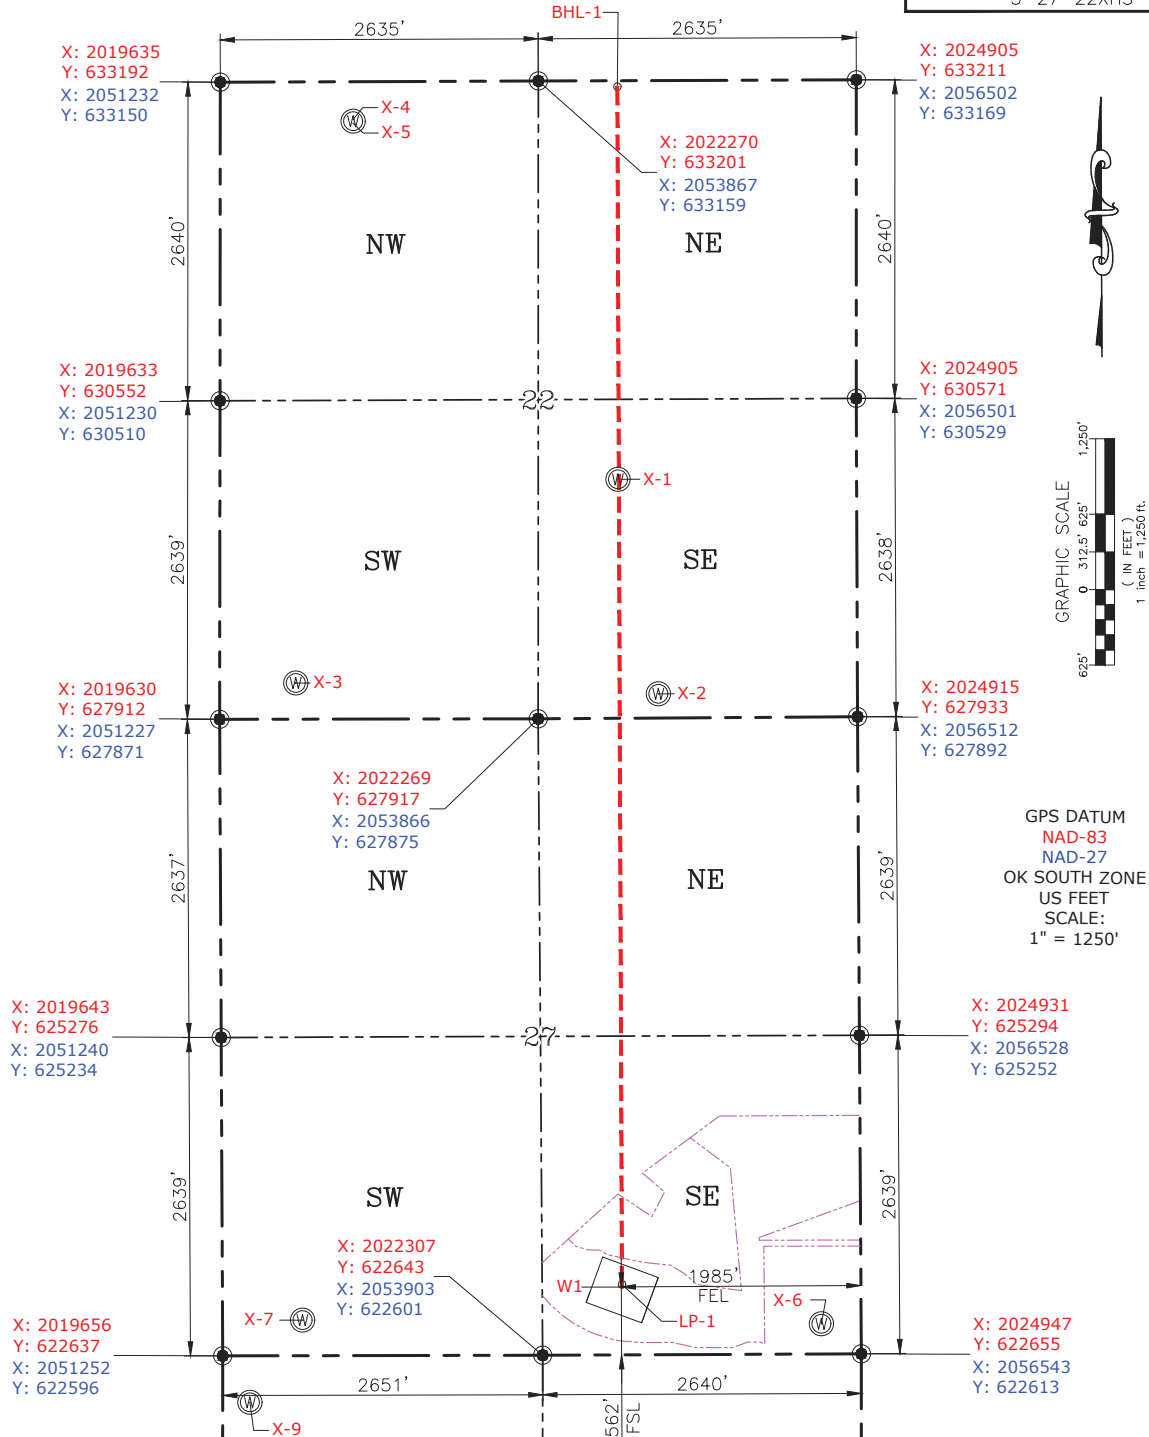 BHL-1
2635'
2635'
X: 2019635
Y: 633192
X: 2051232
Y: 633150
X: 2024905
Y: 633211
X: 2056502
Y: 633169
X-4
X-5
X: 2022270
Y: 633201
X: 2053867
Y: 633159
2640'
NW
NE
2640'
X: 2019633
Y: 630552
X: 2051230
Y: 630510
22
X: 2024905
Y: 630571
X: 2056501
Y: 630529
W
X-1
GRAPHIC SCALE
625'
0
312.5'
625'
1,250'
( IN FEET )
1 inch = 1,250 ft.
2639'
SW
SE
2638'
W
X-3
W
X-2
X: 2019630
Y: 627912
X: 2051227
Y: 627871
X: 2024915
Y: 627933
X: 2056512
Y: 627892
X: 2022269
Y: 627917
X: 2053866
Y: 627875
GPS DATUM
NAD-83
NAD-27
OK SOUTH ZONE
US FEET
SCALE:
1" = 1250'
2637'
NW
NE
2639'
X: 2019643
Y: 625276
X: 2051240
Y: 625234
27
X: 2024931
Y: 625294
X: 2056528
Y: 625252
2639'
SW
SE
2639'
X: 2022307
Y: 622643
X: 2053903
Y: 622601
W1
1985'
FEL
LP-1
X-6
W
X-7
W
X: 2019656
Y: 622637
X: 2051252
Y: 622596
X: 2024947
Y: 622655
X: 2056543
Y: 622613
2651'
2640'
562'
FSL
W
X-9